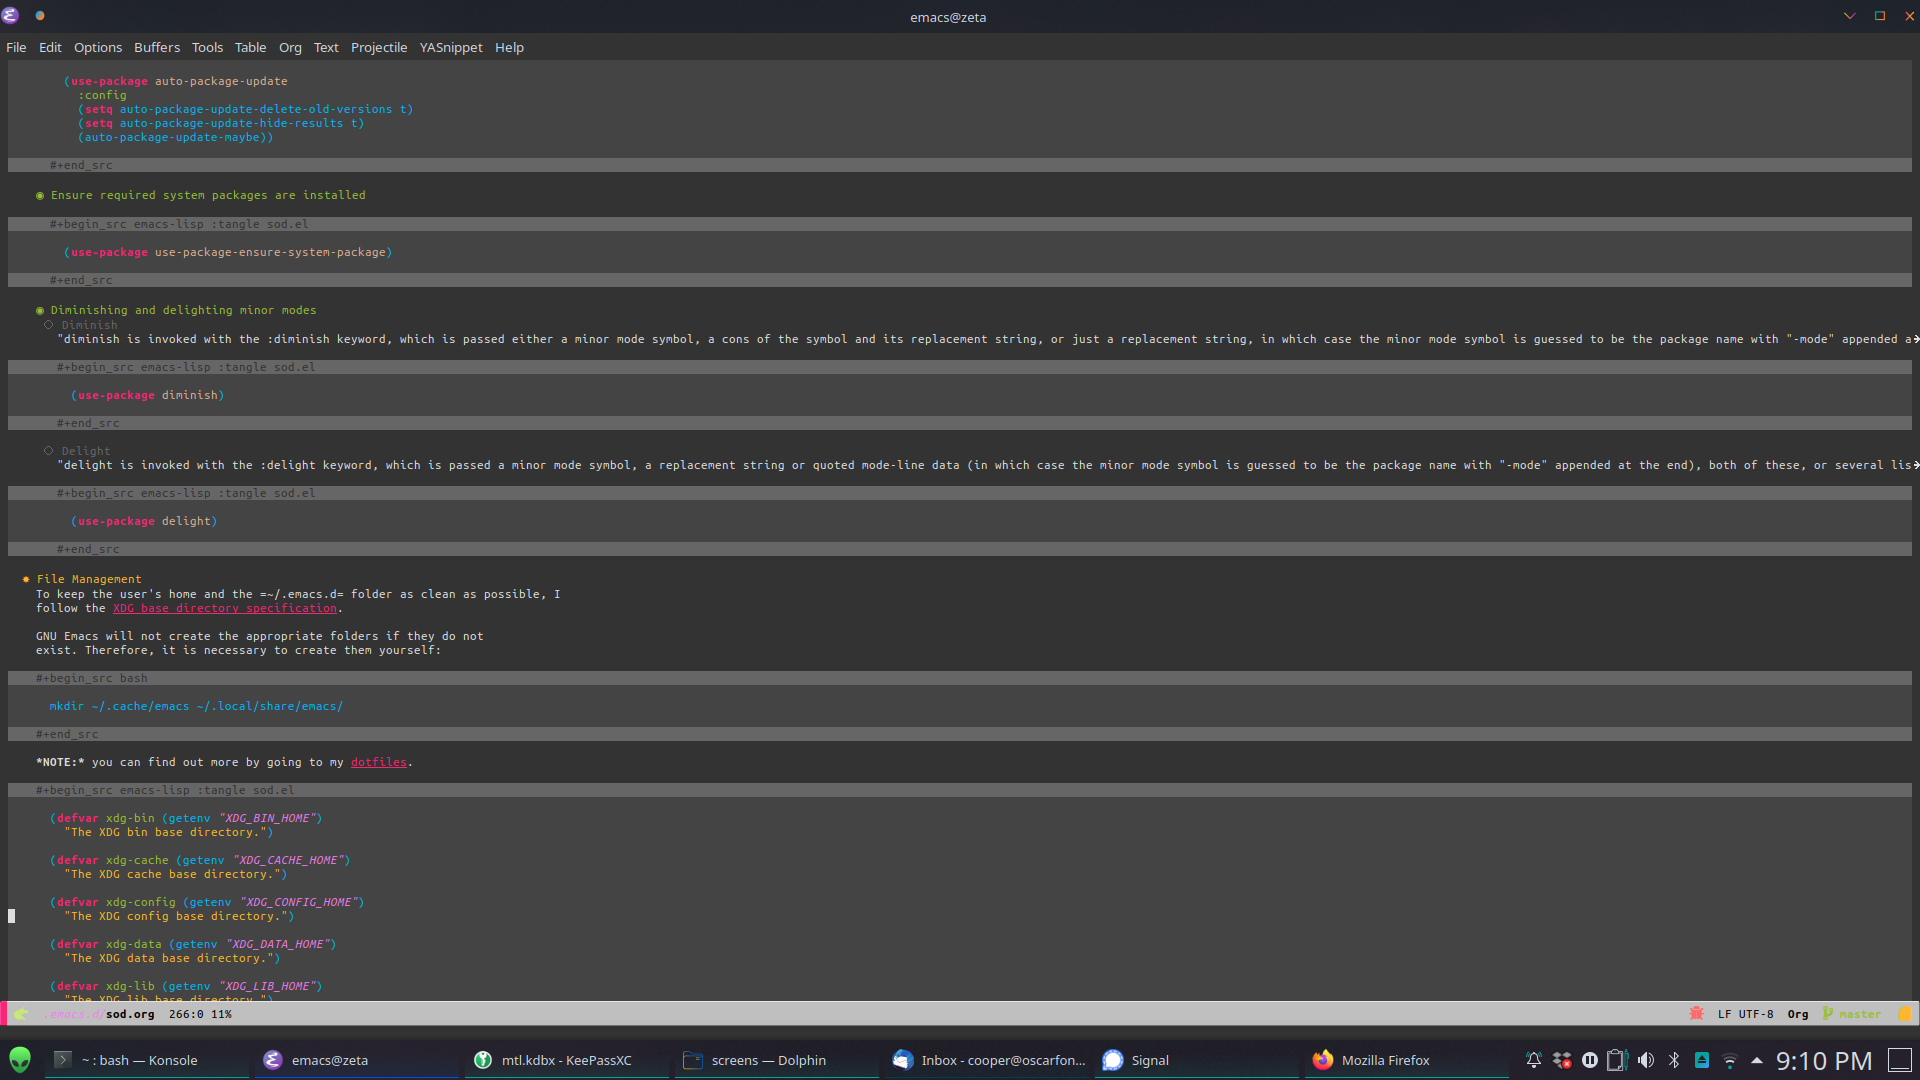 emacs@zeta
File Edit Options Buffers Tools Table Org Text Projectile YASnippet Help
(use-package auto-package-update
:config
(setq auto-package-update-delete-old-versions t)
(setq auto-package-update-hide-results t)
(auto-package-update-maybe))
#+end_src
Ensure required system packages are installed
#+begin_src emacs-lisp :tangle sod.el
(use-package use-package-ensure-system-package)
#+end_src
Diminishing and delighting minor modes
Diminish
"diminish is invoked with the :diminish keyword, which is passed either a minor mode symbol, a cons of the symbol and its replacement string, or just a replacement string, in which case the minor mode symbol is guessed to be the package name with "-mode" appended a
#+begin_src emacs-lisp :tangle sod.el
(use-package diminish)
#+end_src
Delight
"delight is invoked with the :delight keyword, which is passed a minor mode symbol, a replacement string or quoted mode-line data (in which case the minor mode symbol is guessed to be the package name with "-mode" appended at the end), both of these, or several lis
#+begin_src emacs-lisp :tangle sod.el
(use-package delight)
#+end_src
File Management
To keep the user's home and the =~/.emacs.d= folder as clean as possible, I
follow the XDG base directory specification.
GNU Emacs will not create the appropriate folders if they do not
exist. Therefore, it is necessary to create them yourself:
#+begin_src bash
mkdir ~/.cache/emacs ~/.local/share/emacs/
#+end_src
*NOTE:* you can find out more by going to my dotfiles.
#+begin_src emacs-lisp :tangle sod.el
(defvar xdg-bin (getenv "XDG_BIN_HOME")
"The XDG bin base directory.")
(defvar xdg-cache (getenv "XDG_CACHE_HOME")
"The XDG cache base directory.")
(defvar xdg-config (getenv "XDG_CONFIG_HOME")
"The XDG config base directory.")
(defvar xdg-data (getenv "XDG_DATA_HOME")
"The XDG data base directory.")
(defvar xdg-lib (getenv "XDG_LIB_HOME")
"The XDG lib base directory.")
.emacs.d/sod.org 266:0 11% LF UTF-8 Org master
~ : bash — Konsole emacs@zeta mtl.kdbx - KeePassXC screens — Dolphin Inbox - cooper@oscarfon... Signal Mozilla Firefox 9:10 PM